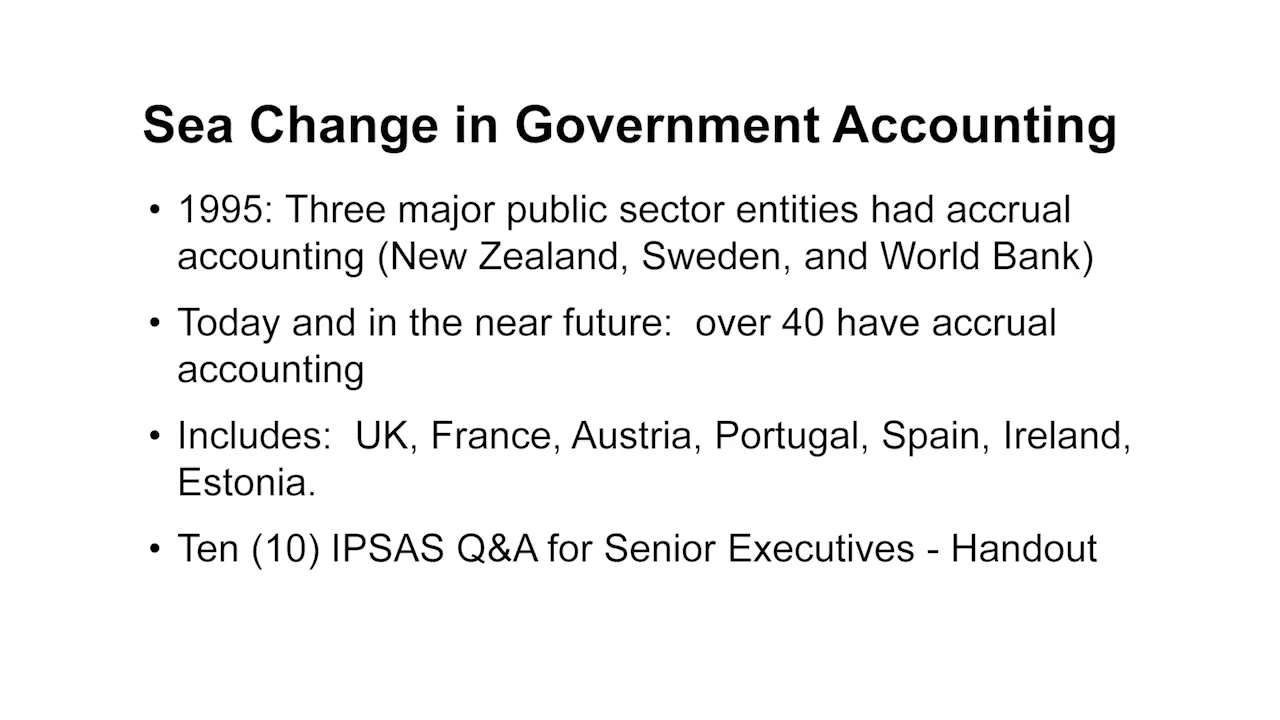 Sea Change in Government Accounting
• 1995: Three major public sector entities had accrual
accounting (New Zealand, Sweden, and World Bank)
• Today and in the near future:  over 40 have accrual
accounting
• Includes:  UK, France, Austria, Portugal, Spain, Ireland,
Estonia.
• Ten (10) IPSAS Q&A for Senior Executives - Handout